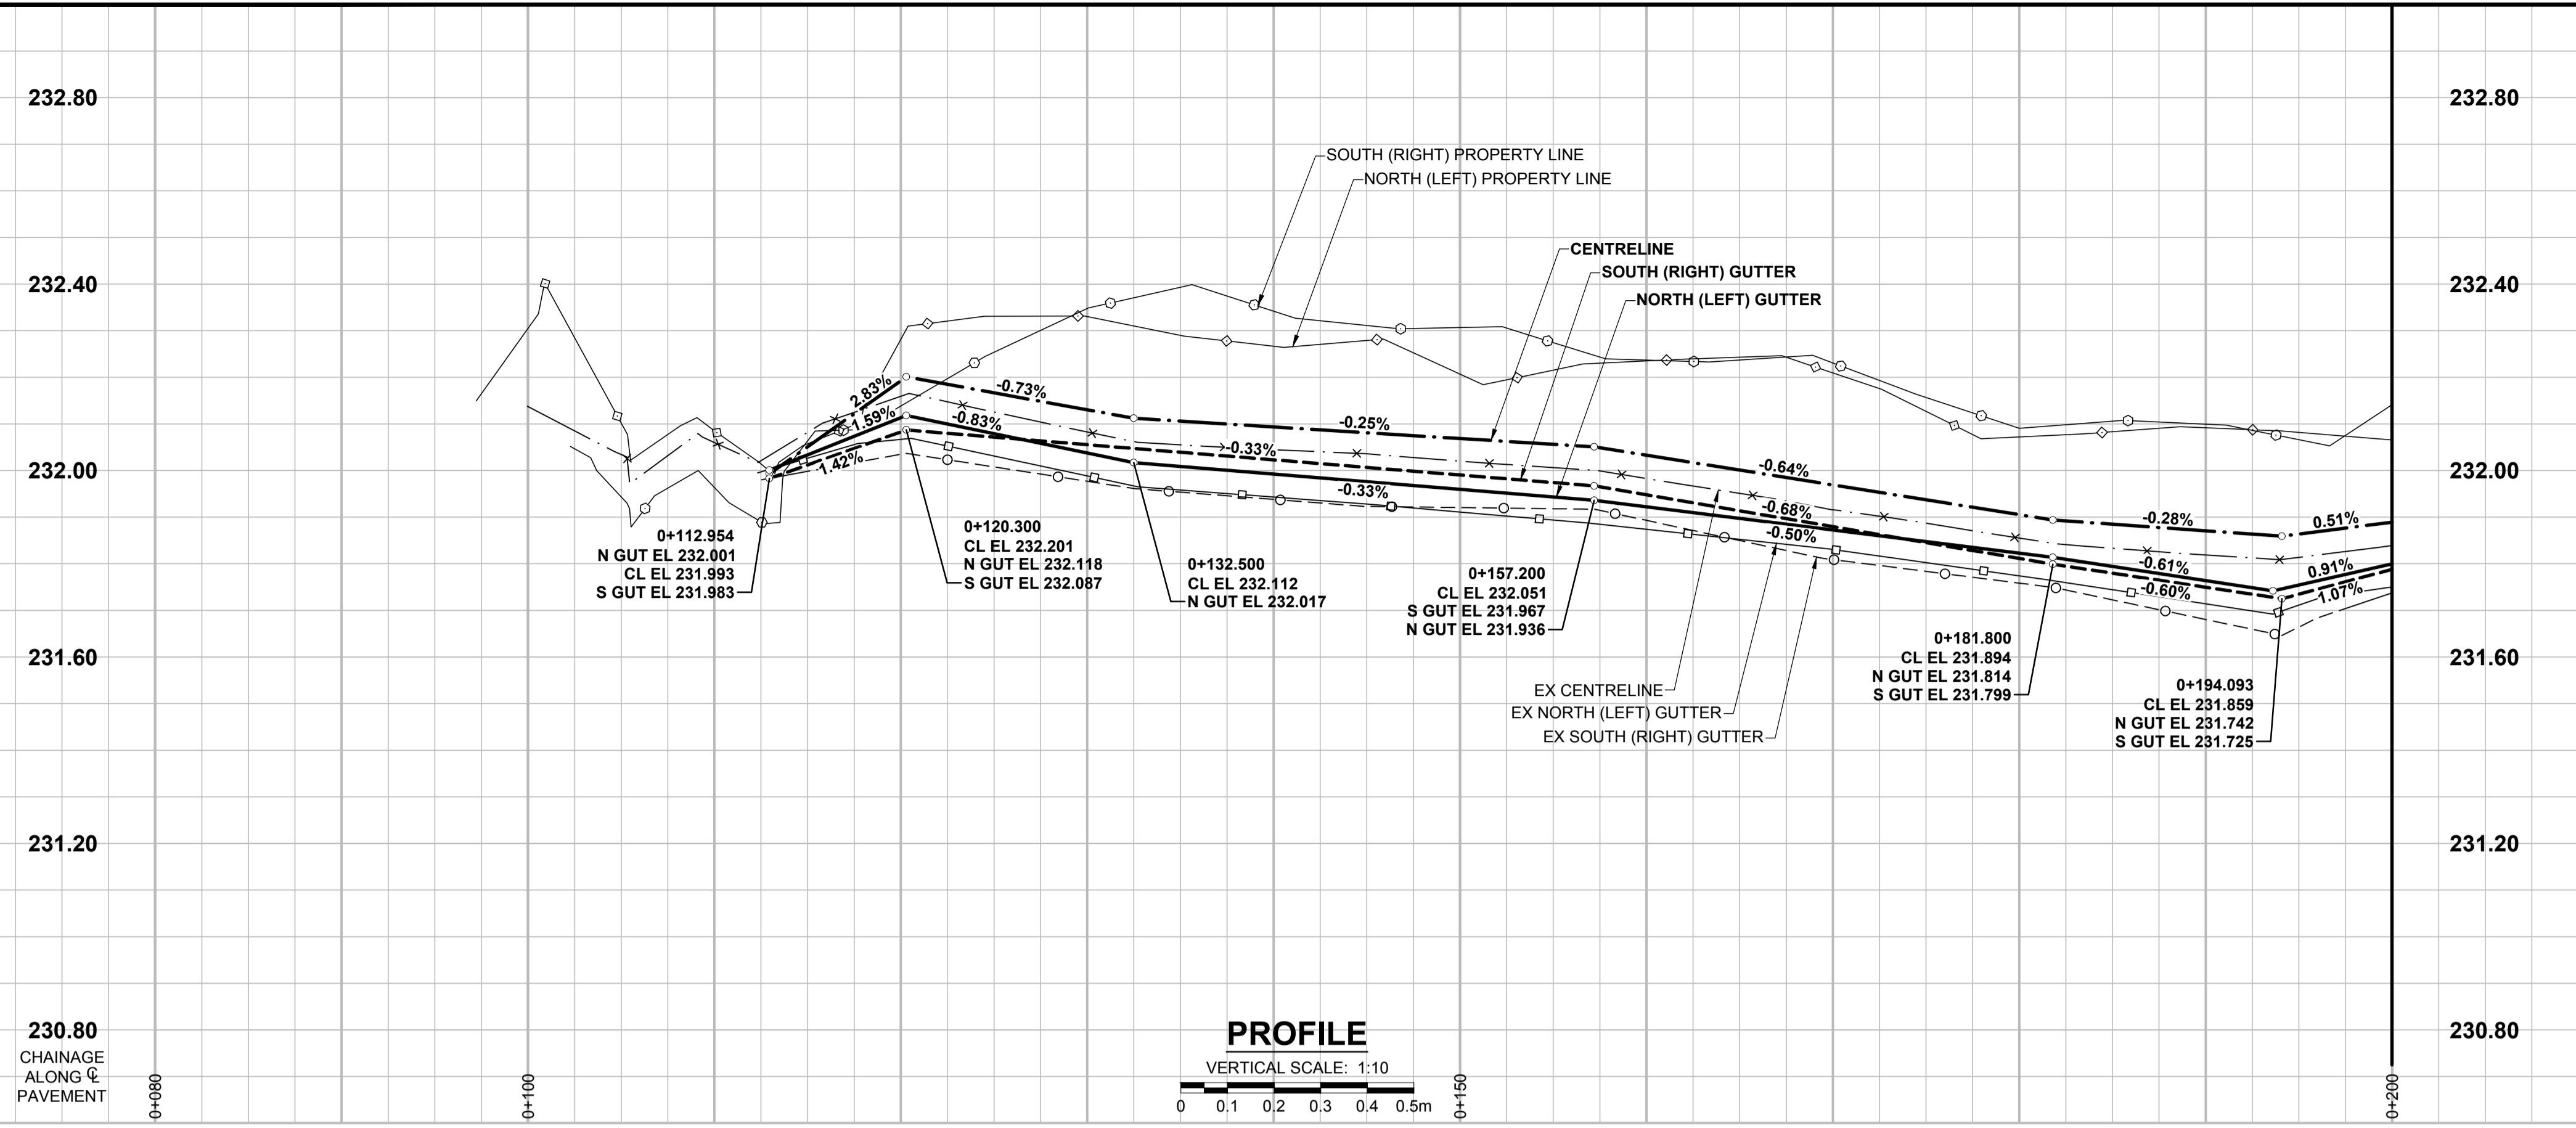 232.80
232.80
SOUTH (RIGHT) PROPERTY LINE
NORTH (LEFT) PROPERTY LINE
CENTRELINE
SOUTH (RIGHT) GUTTER
NORTH (LEFT) GUTTER
232.40
232.40
2.83%
1.59%
1.42%
-0.73%
-0.83%
-0.25%
-0.33%
-0.33%
-0.64%
-0.68%
-0.50%
-0.28%
-0.61%
-0.60%
0.51%
0.91%
1.07%
232.00
232.00
0+112.954
N GUT EL 232.001
CL EL 231.993
S GUT EL 231.983
0+120.300
CL EL 232.201
N GUT EL 232.118
S GUT EL 232.087
0+132.500
CL EL 232.112
N GUT EL 232.017
0+157.200
CL EL 232.051
S GUT EL 231.967
N GUT EL 231.936
0+181.800
CL EL 231.894
N GUT EL 231.814
S GUT EL 231.799
0+194.093
CL EL 231.859
N GUT EL 231.742
S GUT EL 231.725
231.60
231.60
EX CENTRELINE
EX NORTH (LEFT) GUTTER
EX SOUTH (RIGHT) GUTTER
231.20
231.20
230.80
230.80
CHAINAGE
ALONG ℄
PAVEMENT
0+080
0+100
PROFILE
VERTICAL SCALE: 1:10
0 0.1 0.2 0.3 0.4 0.5m
0+150
0+200